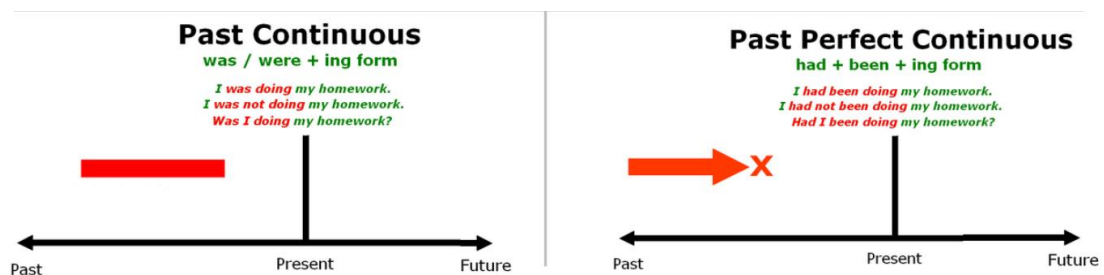 Past Continuous
was / were + ing form
I was doing my homework.
I was not doing my homework.
Was I doing my homework?
Past
Present
Future
Past Perfect Continuous
had + been + ing form
I had been doing my homework.
I had not been doing my homework.
Had I been doing my homework?
X
Past
Present
Future